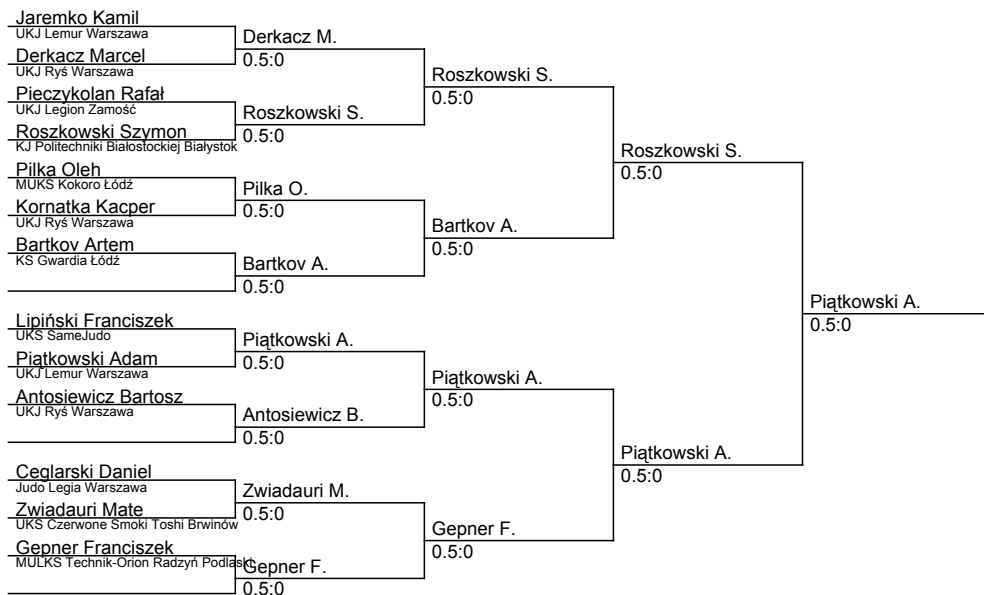 Jaremko Kamil
UKJ Lemur Warszawa
Derkacz Marcel
UKJ Ryś Warszawa
Pieczykolan Rafał
UKJ Legion Zamość
Roszkowski Szymon
KJ Politechniki Białostockiej Białystok
Pilka Oleh
MUKS Kokoro Łódź
Kornatka Kacper
UKJ Ryś Warszawa
Bartkov Artem
KS Gwardia Łódź
Lipiński Franciszek
UKS SameJudo
Piątkowski Adam
UKJ Lemur Warszawa
Antosiewicz Bartosz
UKJ Ryś Warszawa
Ceglarski Daniel
Judo Legia Warszawa
Zwiadauri Mate
UKS Czerwone Smoki Toshi Brwinów
Gepner Franciszek
MULKS Technik-Orion Radzyń Podlaski
Derkacz M.
0.5:0
Roszkowski S.
0.5:0
Pilka O.
0.5:0
Bartkov A.
0.5:0
Piątkowski A.
0.5:0
Antosiewicz B.
0.5:0
Zwiadauri M.
0.5:0
Gepner F.
0.5:0
Roszkowski S.
0.5:0
Bartkov A.
0.5:0
Piątkowski A.
0.5:0
Gepner F.
0.5:0
Roszkowski S.
0.5:0
Piątkowski A.
0.5:0
Piątkowski A.
0.5:0